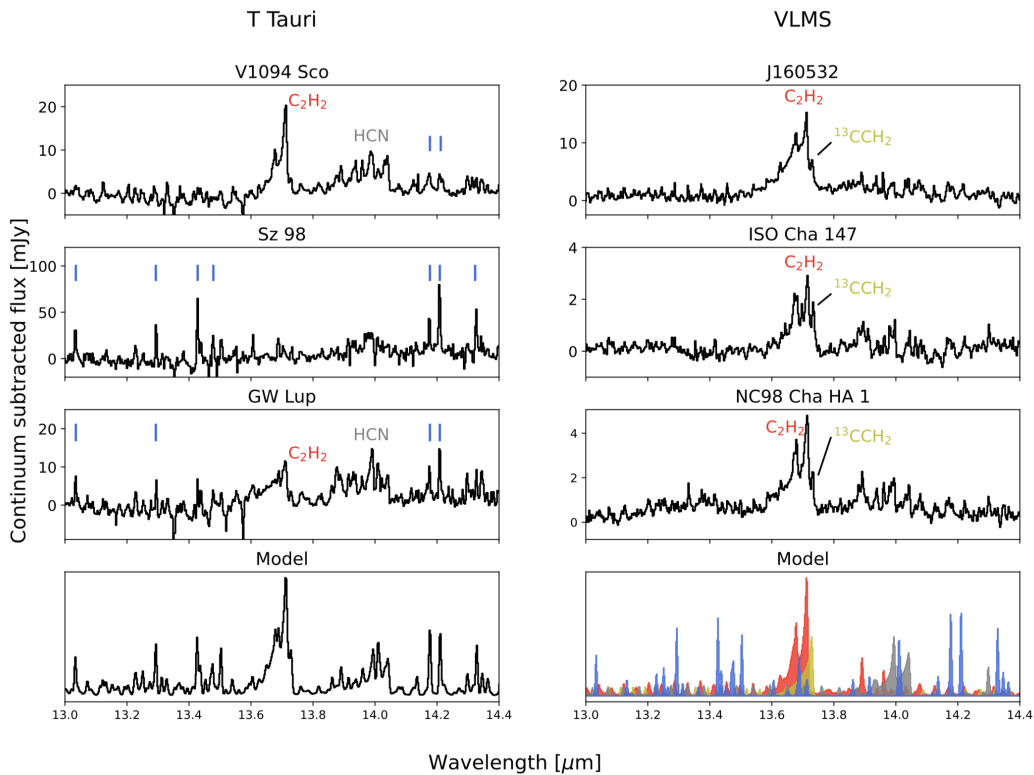 T Tauri
VLMS
V1094 Sco
C₂H₂
HCN
20
10
0
J160532
C₂H₂
¹³CCH₂
20
10
0
Sz 98
100
50
0
ISO Cha 147
C₂H₂
¹³CCH₂
4
2
0
GW Lup
HCN
C₂H₂
20
10
0
NC98 Cha HA 1
C₂H₂
¹³CCH₂
4
2
0
Model
13.0 13.2 13.4 13.6 13.8 14.0 14.2 14.4
Model
13.0 13.2 13.4 13.6 13.8 14.0 14.2 14.4
Continuum subtracted flux [mJy]
Wavelength [μm]